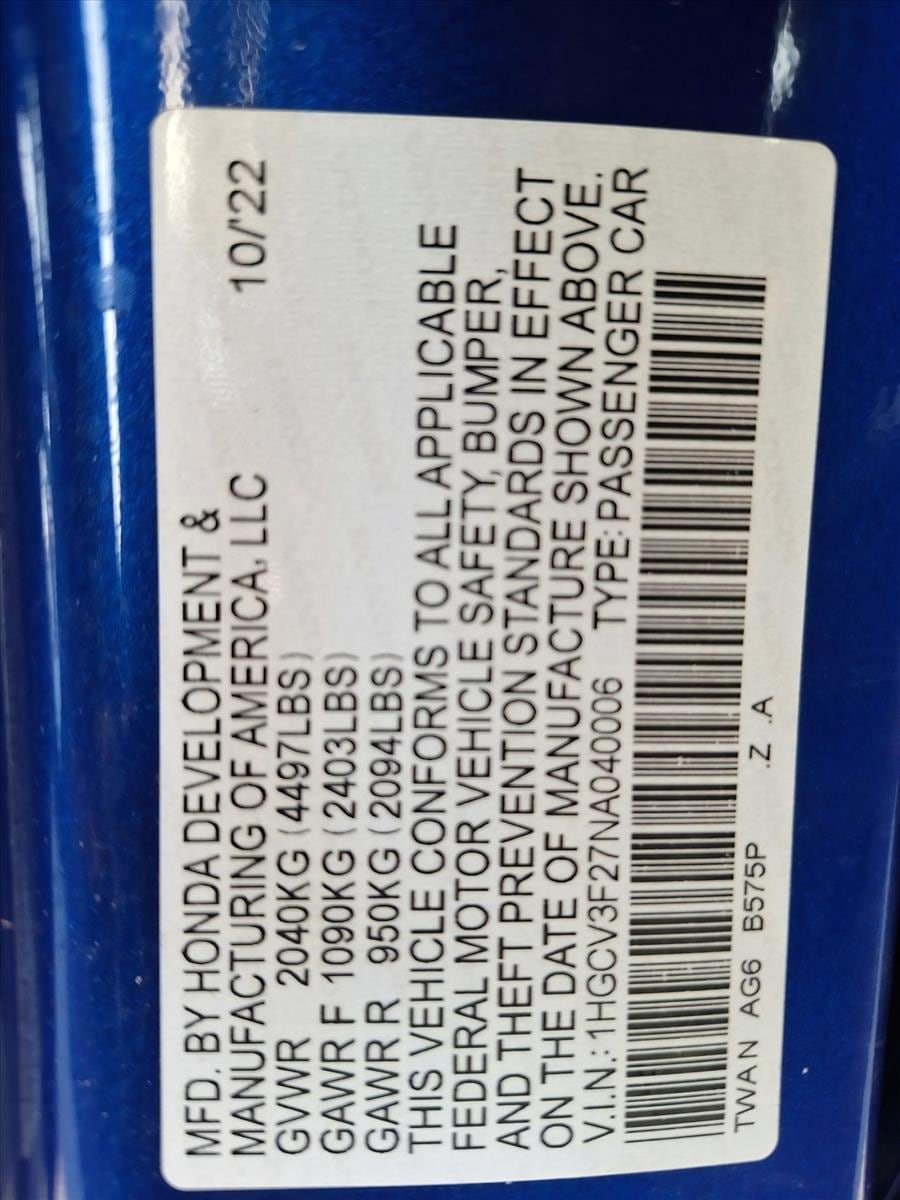 MFD. BY HONDA DEVELOPMENT &
MANUFACTURING OF AMERICA, LLC 10/'22
GVWR 2040KG (4497LBS)
GAWR F 1090KG (2403LBS)
GAWR R 950KG (2094LBS)
THIS VEHICLE CONFORMS TO ALL APPLICABLE
FEDERAL MOTOR VEHICLE SAFETY, BUMPER,
AND THEFT PREVENTION STANDARDS IN EFFECT
ON THE DATE OF MANUFACTURE SHOWN ABOVE.
V.I.N.: 1HGCV3F27NA040006 TYPE: PASSENGER CAR
TWAN AG6 B575P .Z .A